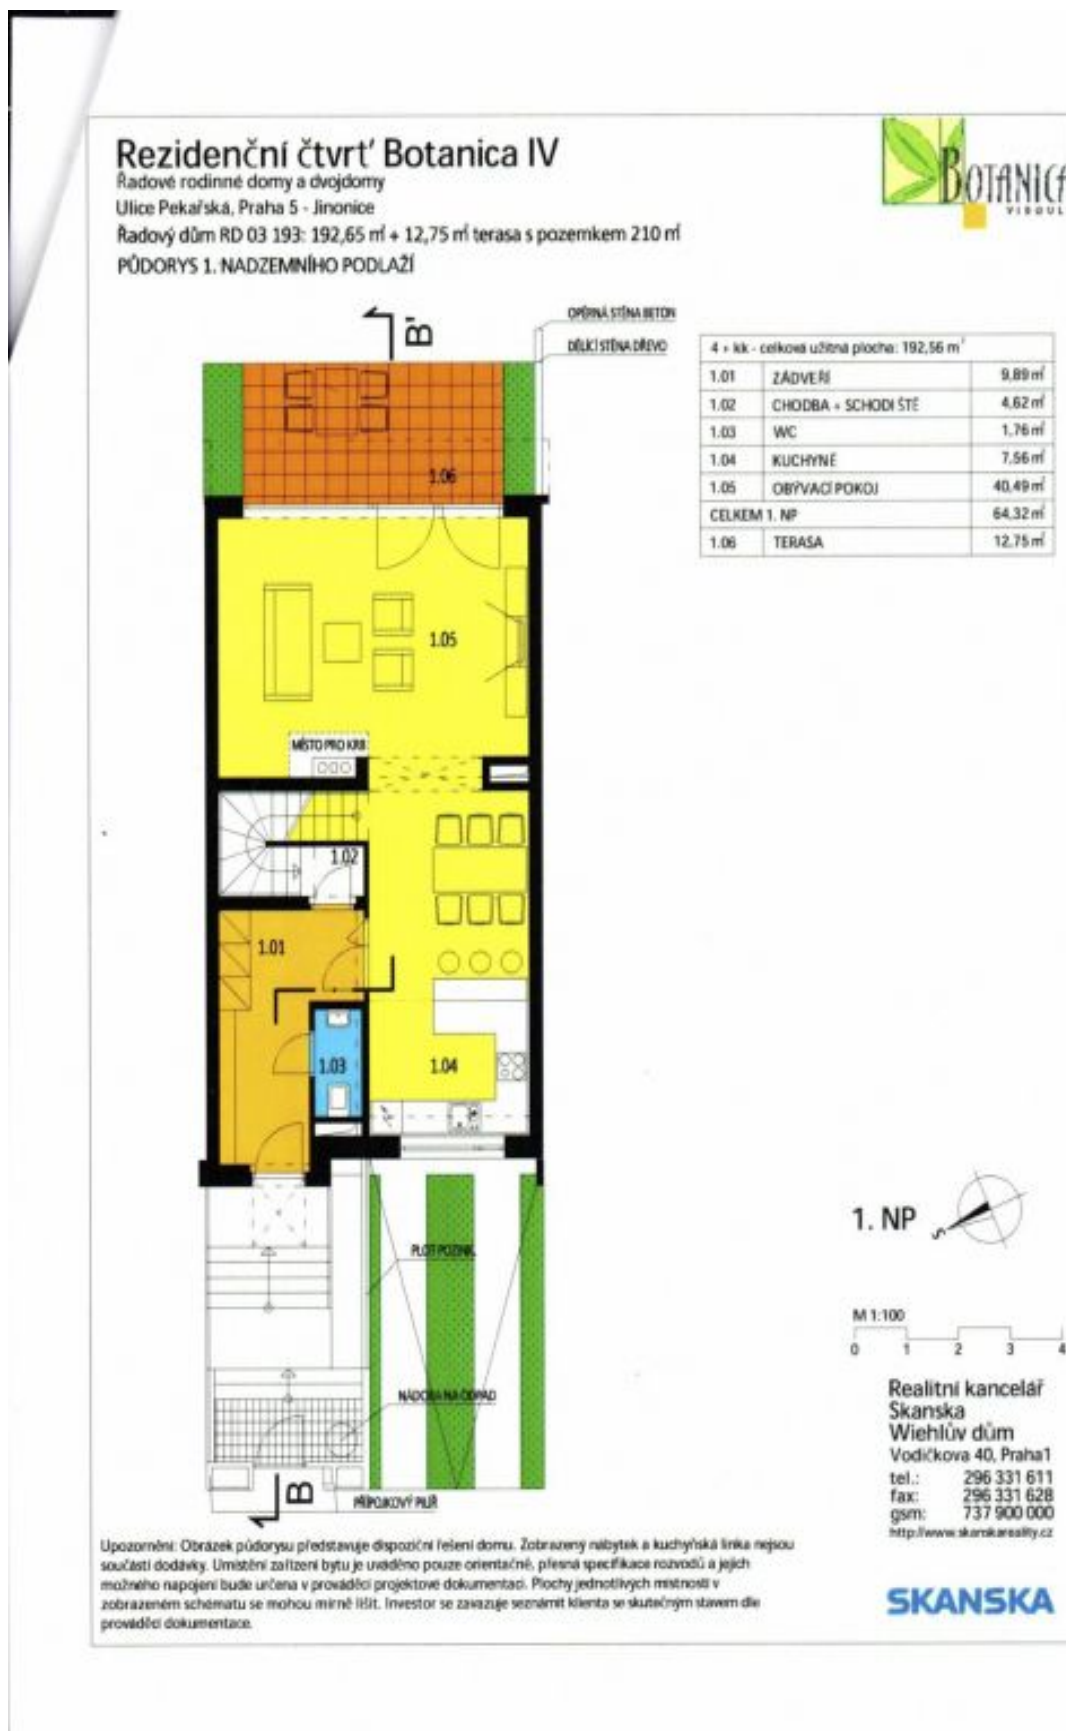 Rezidenční čtvrť Botanica IV
Řadové rodinné domy a dvojdomy
Ulice Pekařská, Praha 5 - Jinonice
Řadový dům RD 03 193: 192,65 m² + 12,75 m² terasa s pozemkem 210 m²
PŮDORYS 1. NADZEMNÍHO PODLAŽÍ
BOTANICA
VIDOUL
B'
OPĚRNÁ STĚNA BETON
DĚLÍCÍ STĚNA DŘEVO
4 + kk - celková užitná plocha: 192,56 m²
1.01 ZÁDVEŘÍ 9,89 m²
1.02 CHODBA + SCHODIŠTĚ 4,62 m²
1.03 WC 1,76 m²
1.04 KUCHYNĚ 7,56 m²
1.05 OBÝVACÍ POKOJ 40,49 m²
CELKEM 1. NP 64,32 m²
1.06 TERASA 12,75 m²
1.06
1.05
MÍSTO PRO KRB
1.02
1.01
1.03
1.04
PLOT POZINK.
NÁDOBA NA ODPAD
B
PŘÍPOJKOVÝ PILÍŘ
1. NP
S
M 1:100
0 1 2 3 4
Realitní kancelář
Skanska
Wiehlův dům
Vodičkova 40, Praha1
tel.: 296 331 611
fax: 296 331 628
gsm: 737 900 000
http://www.skanskareality.cz
Upozornění: Obrázek půdorysu představuje dispoziční řešení domu. Zobrazený nábytek a kuchyňská linka nejsou
součástí dodávky. Umístění zařízení bytu je uváděno pouze orientačně, přesná specifikace rozvodů a jejich
možného napojení bude určena v prováděcí projektové dokumentaci. Plochy jednotlivých místností v
zobrazeném schématu se mohou mírně lišit. Investor se zavazuje seznámit klienta se skutečným stavem dle
prováděcí dokumentace.
SKANSKA